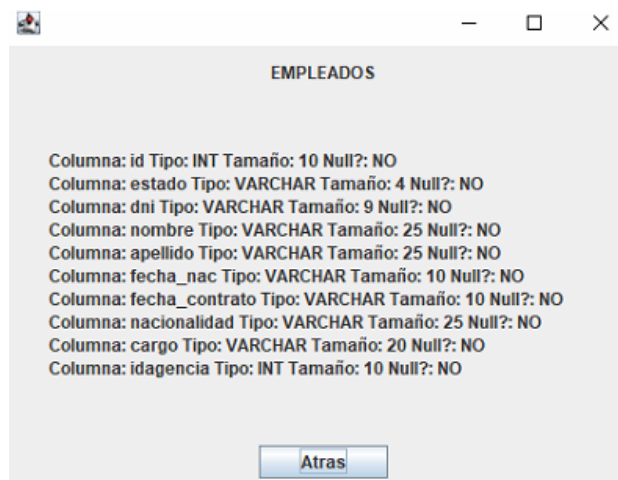 EMPLEADOS
Columna: id Tipo: INT Tamaño: 10 Null?: NO
Columna: estado Tipo: VARCHAR Tamaño: 4 Null?: NO
Columna: dni Tipo: VARCHAR Tamaño: 9 Null?: NO
Columna: nombre Tipo: VARCHAR Tamaño: 25 Null?: NO
Columna: apellido Tipo: VARCHAR Tamaño: 25 Null?: NO
Columna: fecha_nac Tipo: VARCHAR Tamaño: 10 Null?: NO
Columna: fecha_contrato Tipo: VARCHAR Tamaño: 10 Null?: NO
Columna: nacionalidad Tipo: VARCHAR Tamaño: 25 Null?: NO
Columna: cargo Tipo: VARCHAR Tamaño: 20 Null?: NO
Columna: idagencia Tipo: INT Tamaño: 10 Null?: NO
Atras